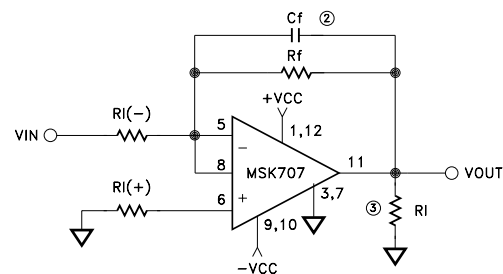 Cf ②
Rf
+VCC
RI(-)
5
1,12
VIN
−
8
MSK707
11
VOUT
RI(+)
6
+
3,7
③
Rl
9,10
−VCC